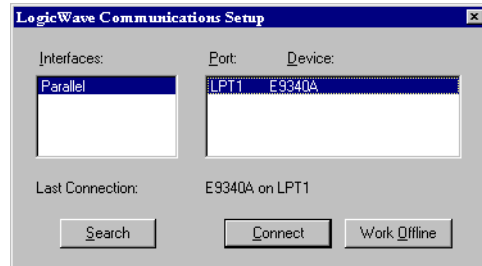 LogicWave Communications Setup
Interfaces: Port: Device:
Parallel LPT1 E9340A
Last Connection: E9340A on LPT1
Search Connect Work Offline